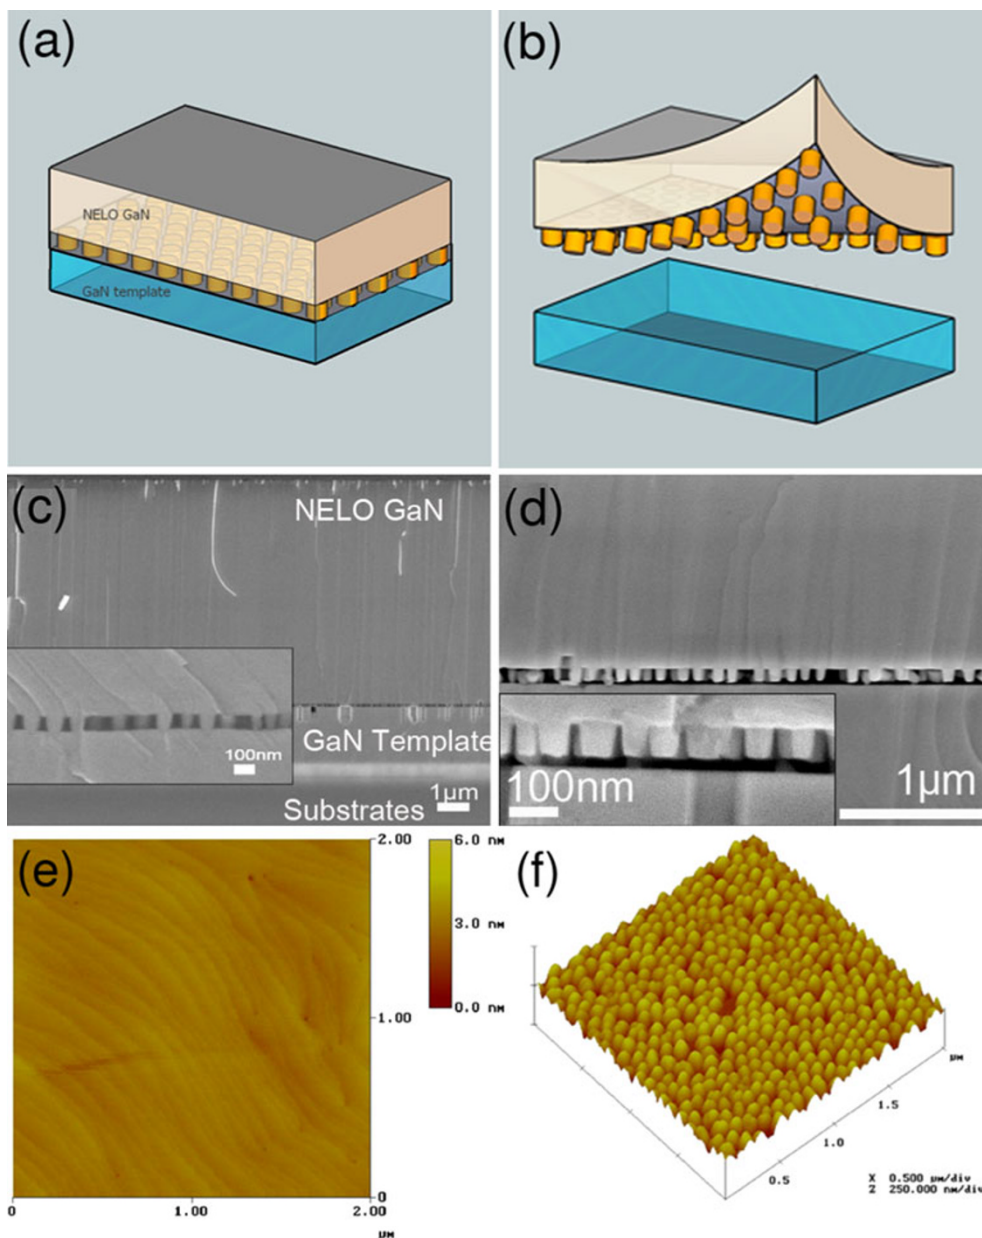 (a)
NELO GaN
GaN template
(b)
(c)
NELO GaN
100nm
GaN Template
1µm
Substrates
(d)
100nm
1µm
(e)
2.00
1.00
0
0
1.00
2.00
µm
6.0 nm
3.0 nm
0.0 nm
(f)
µm
1.5
1.0
0.5
X 0.500 µm/div
Z 250.000 nm/div